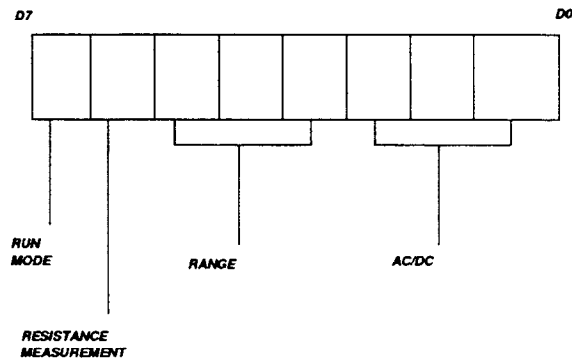 D7 D0
RUN
MODE
RANGE
AC/DC
RESISTANCE
MEASUREMENT